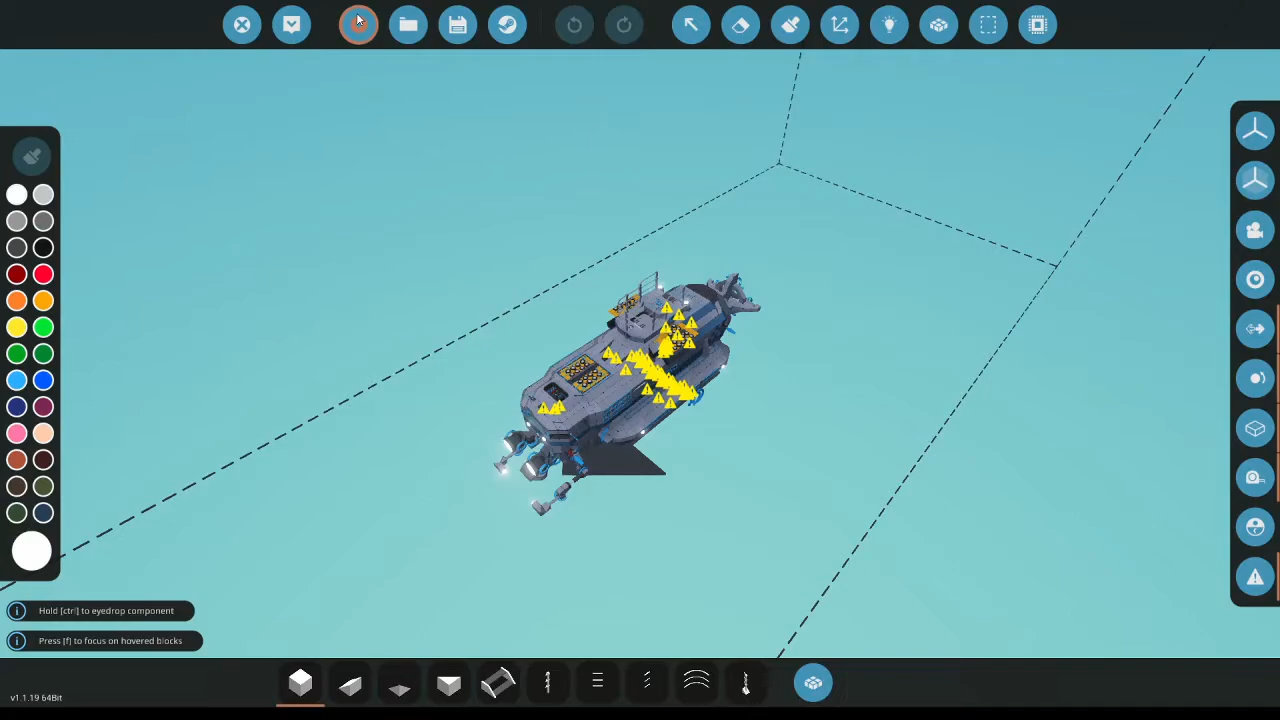 Hold [ctrl] to eyedrop component
Press [f] to focus on hovered blocks
v1.1.19 64Bit